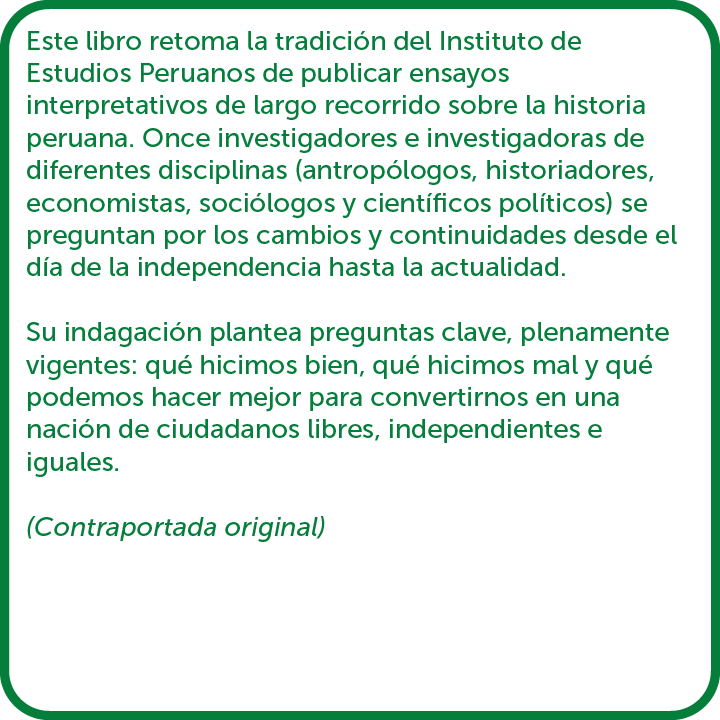 Este libro retoma la tradición del Instituto de
Estudios Peruanos de publicar ensayos
interpretativos de largo recorrido sobre la historia
peruana. Once investigadores e investigadoras de
diferentes disciplinas (antropólogos, historiadores,
economistas, sociólogos y científicos políticos) se
preguntan por los cambios y continuidades desde el
día de la independencia hasta la actualidad.
Su indagación plantea preguntas clave, plenamente
vigentes: qué hicimos bien, qué hicimos mal y qué
podemos hacer mejor para convertirnos en una
nación de ciudadanos libres, independientes e
iguales.
(Contraportada original)